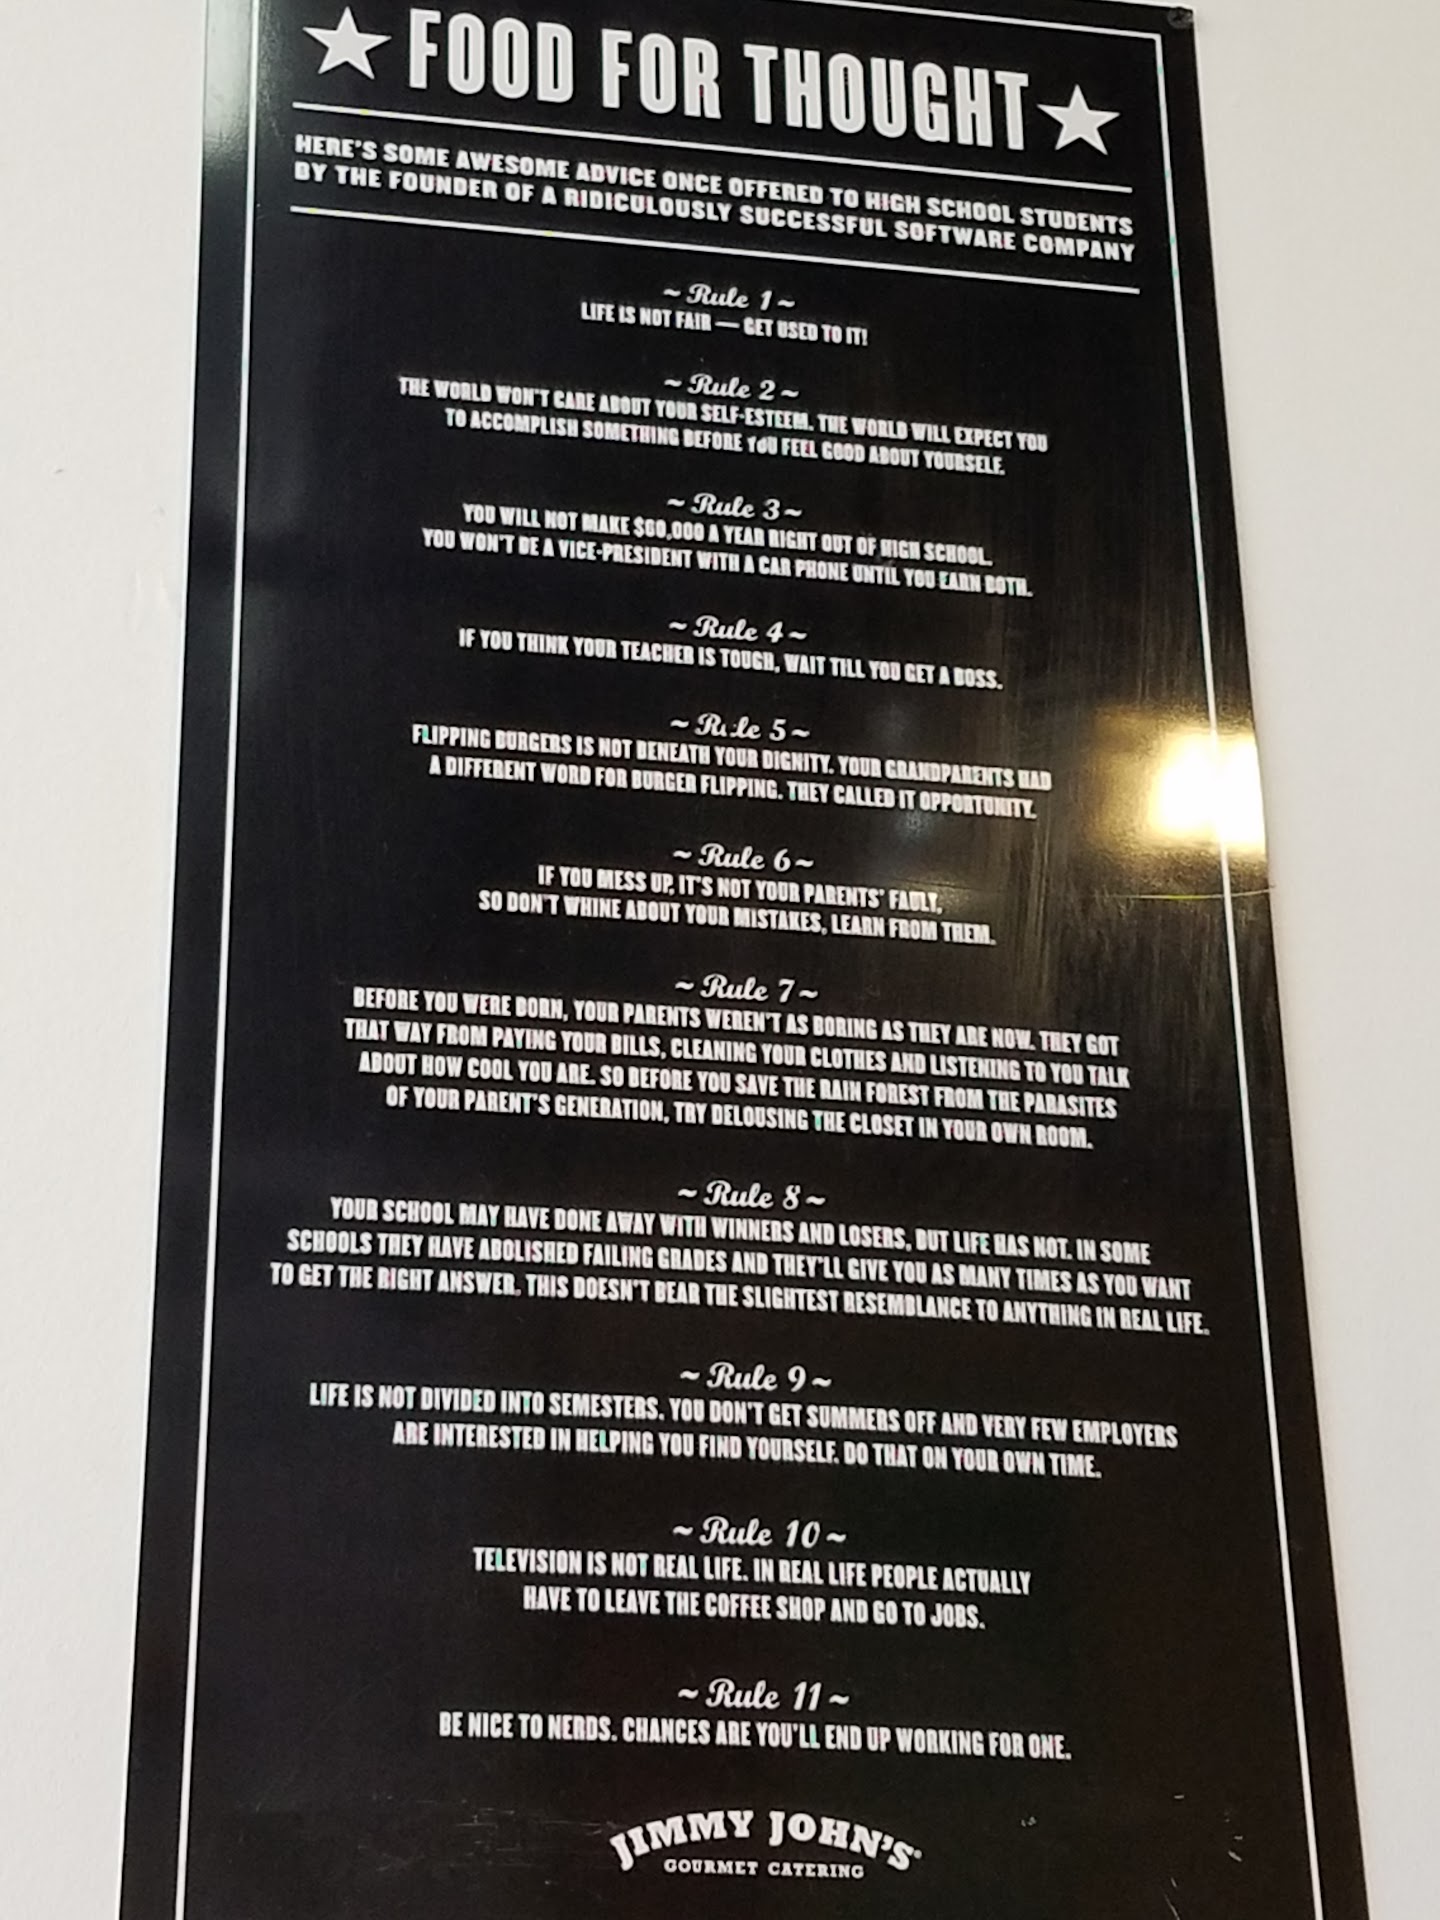 ★ FOOD FOR THOUGHT ★
HERE'S SOME AWESOME ADVICE ONCE OFFERED TO HIGH SCHOOL STUDENTS
BY THE FOUNDER OF A RIDICULOUSLY SUCCESSFUL SOFTWARE COMPANY
~ Rule 1 ~
LIFE IS NOT FAIR — GET USED TO IT!
~ Rule 2 ~
THE WORLD WON'T CARE ABOUT YOUR SELF-ESTEEM. THE WORLD WILL EXPECT YOU
TO ACCOMPLISH SOMETHING BEFORE YOU FEEL GOOD ABOUT YOURSELF.
~ Rule 3 ~
YOU WILL NOT MAKE $60,000 A YEAR RIGHT OUT OF HIGH SCHOOL.
YOU WON'T BE A VICE-PRESIDENT WITH A CAR PHONE UNTIL YOU EARN BOTH.
~ Rule 4 ~
IF YOU THINK YOUR TEACHER IS TOUGH, WAIT TILL YOU GET A BOSS.
~ Rule 5 ~
FLIPPING BURGERS IS NOT BENEATH YOUR DIGNITY. YOUR GRANDPARENTS HAD
A DIFFERENT WORD FOR BURGER FLIPPING. THEY CALLED IT OPPORTUNITY.
~ Rule 6 ~
IF YOU MESS UP, IT'S NOT YOUR PARENTS' FAULT,
SO DON'T WHINE ABOUT YOUR MISTAKES, LEARN FROM THEM.
~ Rule 7 ~
BEFORE YOU WERE BORN, YOUR PARENTS WEREN'T AS BORING AS THEY ARE NOW. THEY GOT
THAT WAY FROM PAYING YOUR BILLS, CLEANING YOUR CLOTHES AND LISTENING TO YOU TALK
ABOUT HOW COOL YOU ARE. SO BEFORE YOU SAVE THE RAIN FOREST FROM THE PARASITES
OF YOUR PARENT'S GENERATION, TRY DELOUSING THE CLOSET IN YOUR OWN ROOM.
~ Rule 8 ~
YOUR SCHOOL MAY HAVE DONE AWAY WITH WINNERS AND LOSERS, BUT LIFE HAS NOT. IN SOME
SCHOOLS THEY HAVE ABOLISHED FAILING GRADES AND THEY'LL GIVE YOU AS MANY TIMES AS YOU WANT
TO GET THE RIGHT ANSWER. THIS DOESN'T BEAR THE SLIGHTEST RESEMBLANCE TO ANYTHING IN REAL LIFE.
~ Rule 9 ~
LIFE IS NOT DIVIDED INTO SEMESTERS. YOU DON'T GET SUMMERS OFF AND VERY FEW EMPLOYERS
ARE INTERESTED IN HELPING YOU FIND YOURSELF. DO THAT ON YOUR OWN TIME.
~ Rule 10 ~
TELEVISION IS NOT REAL LIFE. IN REAL LIFE PEOPLE ACTUALLY
HAVE TO LEAVE THE COFFEE SHOP AND GO TO JOBS.
~ Rule 11 ~
BE NICE TO NERDS. CHANCES ARE YOU'LL END UP WORKING FOR ONE.
JIMMY JOHN'S®
GOURMET CATERING